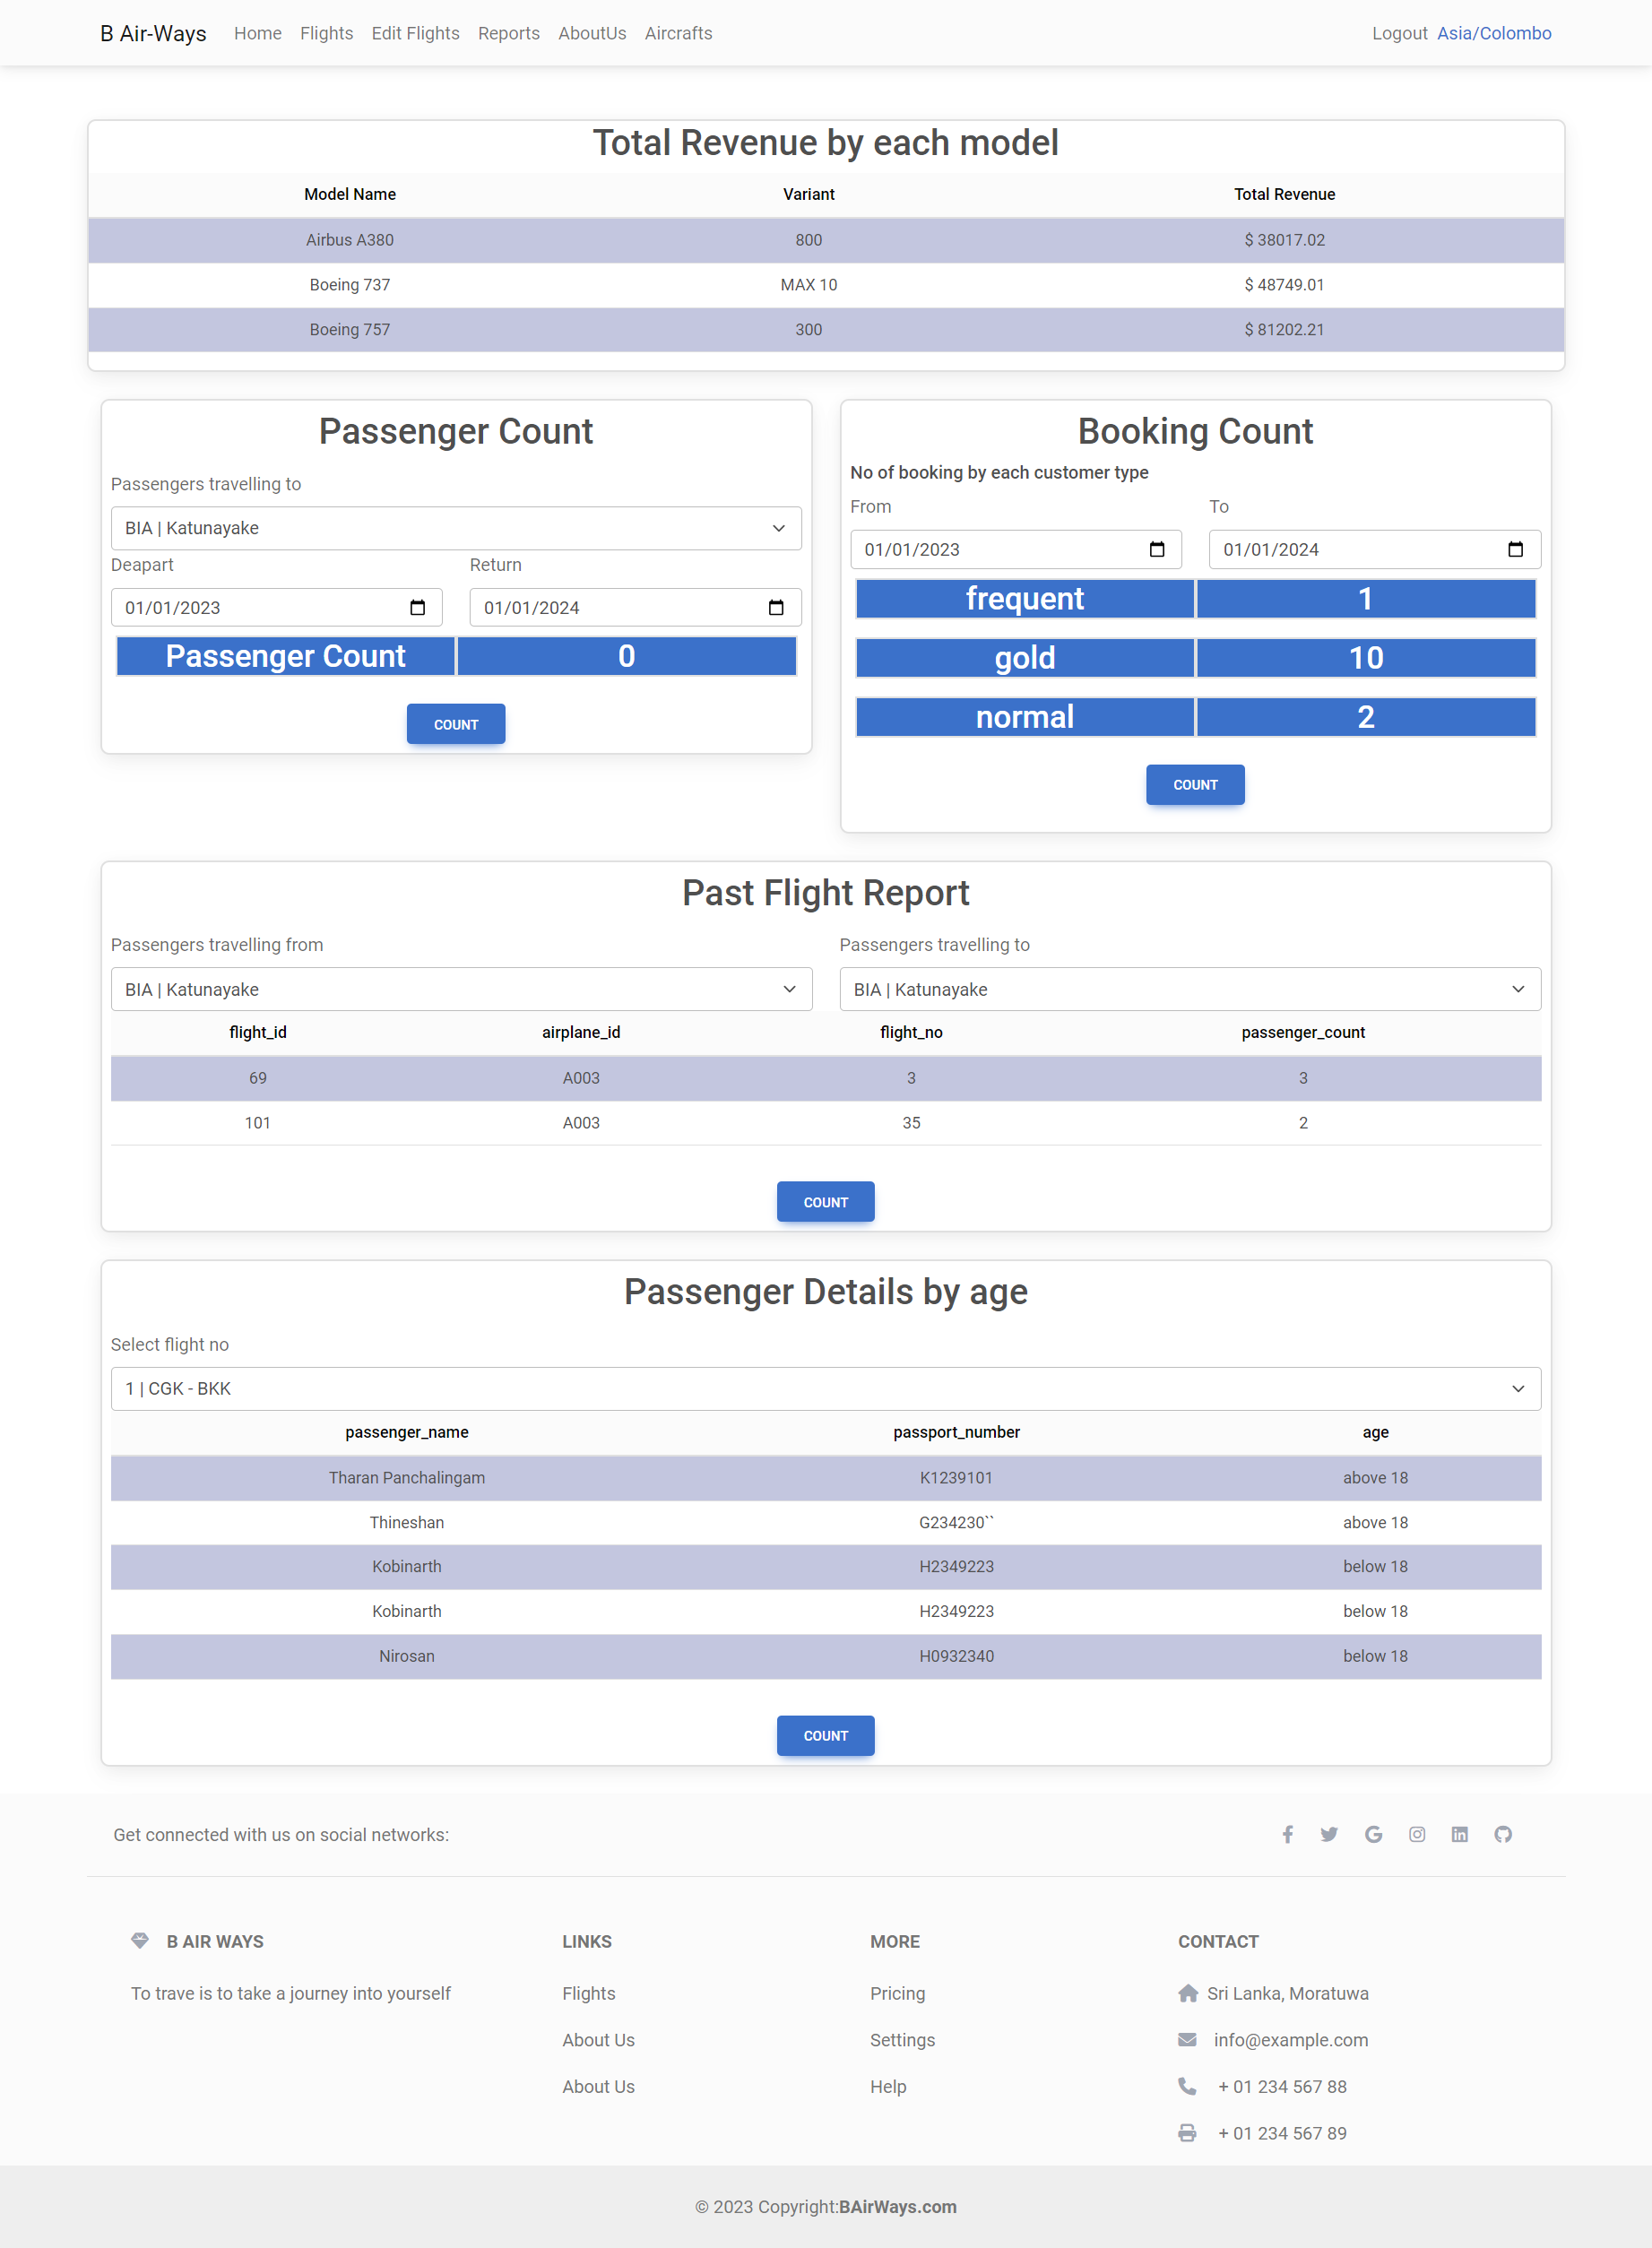 B Air-Ways Home Flights Edit Flights Reports AboutUs Aircrafts Logout Asia/Colombo
Total Revenue by each model
Model Name Variant Total Revenue
Airbus A380 800 $ 38017.02
Boeing 737 MAX 10 $ 48749.01
Boeing 757 300 $ 81202.21
Passenger Count
Passengers travelling to
BIA | Katunayake
Deapart Return
01/01/2023 01/01/2024
Passenger Count 0
COUNT
Booking Count
No of booking by each customer type
From To
01/01/2023 01/01/2024
frequent 1
gold 10
normal 2
COUNT
Past Flight Report
Passengers travelling from Passengers travelling to
BIA | Katunayake BIA | Katunayake
flight_id airplane_id flight_no passenger_count
69 A003 3 3
101 A003 35 2
COUNT
Passenger Details by age
Select flight no
1 | CGK - BKK
passenger_name passport_number age
Tharan Panchalingam K1239101 above 18
Thineshan G234230`` above 18
Kobinarth H2349223 below 18
Kobinarth H2349223 below 18
Nirosan H0932340 below 18
COUNT
Get connected with us on social networks:
B AIR WAYS
To trave is to take a journey into yourself
LINKS
Flights
About Us
About Us
MORE
Pricing
Settings
Help
CONTACT
Sri Lanka, Moratuwa
info@example.com
+ 01 234 567 88
+ 01 234 567 89
© 2023 Copyright:BAirWays.com